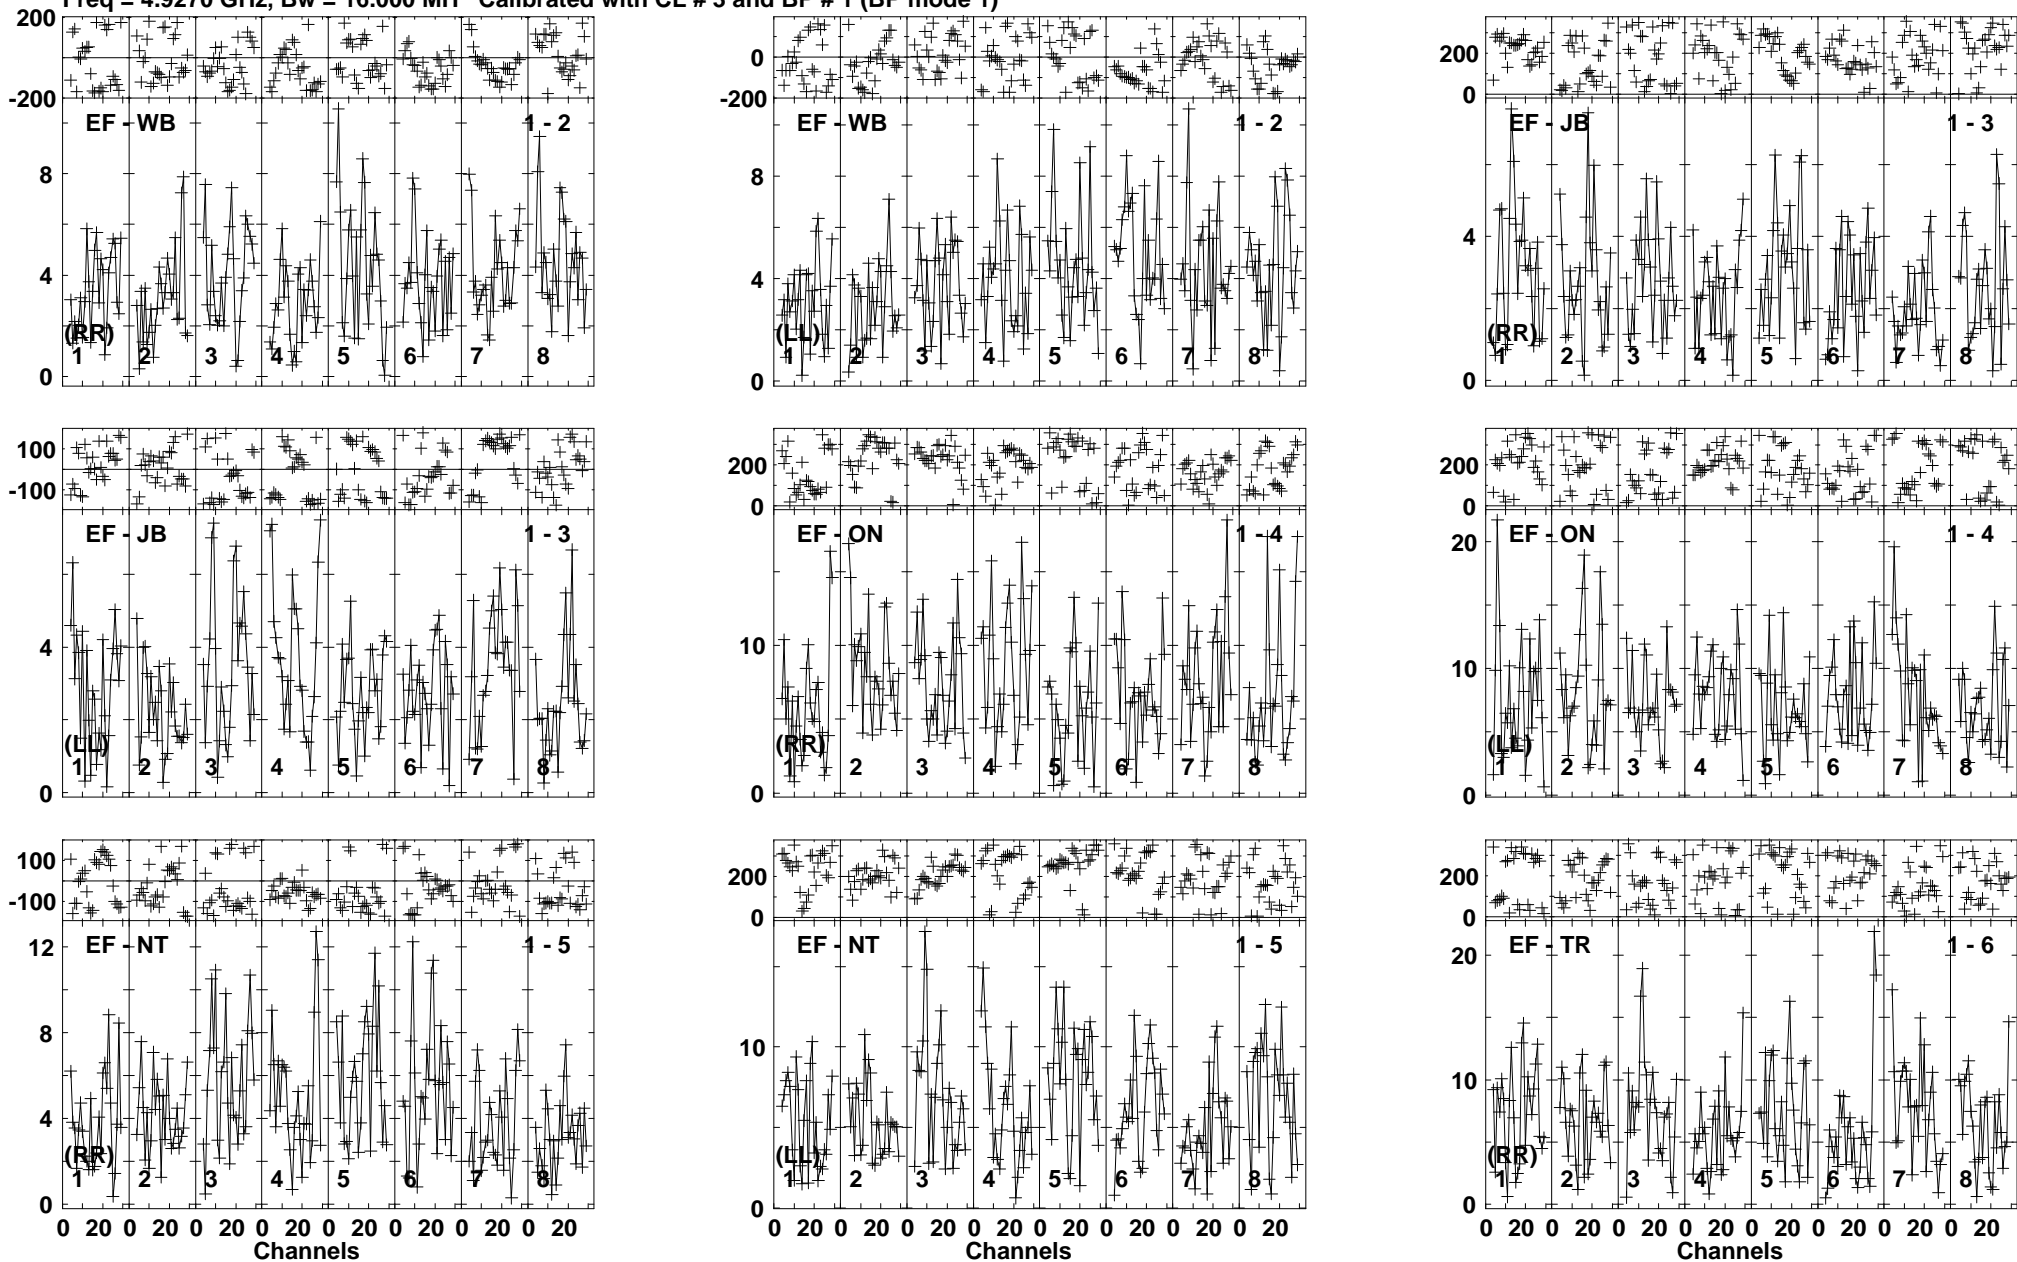 Freq = 4.9270 GHz, Bw = 16.000 MH Calibrated with CL # 3 and BP # 1 (BP mode 1)
200 0 -200
EF - WB 1 - 2
8 4 0
(RR)
1 2 3 4 5 6 7 8
200 0 -200
EF - WB 1 - 2
8 4 0
(LL)
1 2 3 4 5 6 7 8
200 0
EF - JB 1 - 3
4 0
(RR)
1 2 3 4 5 6 7 8
100 -100
EF - JB 1 - 3
4 0
(LL)
1 2 3 4 5 6 7 8
200 0
EF - ON 1 - 4
10 0
(RR)
1 2 3 4 5 6 7 8
200 0
EF - ON 1 - 4
20 10 0
(LL)
1 2 3 4 5 6 7 8
100 -100
EF - NT 1 - 5
12 8 4 0
(RR)
1 2 3 4 5 6 7 8
0 20 0 20 0 20 0 20 0 20 0 20 0 20 0 20
Channels
200 0
EF - NT 1 - 5
10 0
(LL)
1 2 3 4 5 6 7 8
0 20 0 20 0 20 0 20 0 20 0 20 0 20 0 20
Channels
200 0
EF - TR 1 - 6
20 10 0
(RR)
1 2 3 4 5 6 7 8
0 20 0 20 0 20 0 20 0 20 0 20 0 20 0 20
Channels